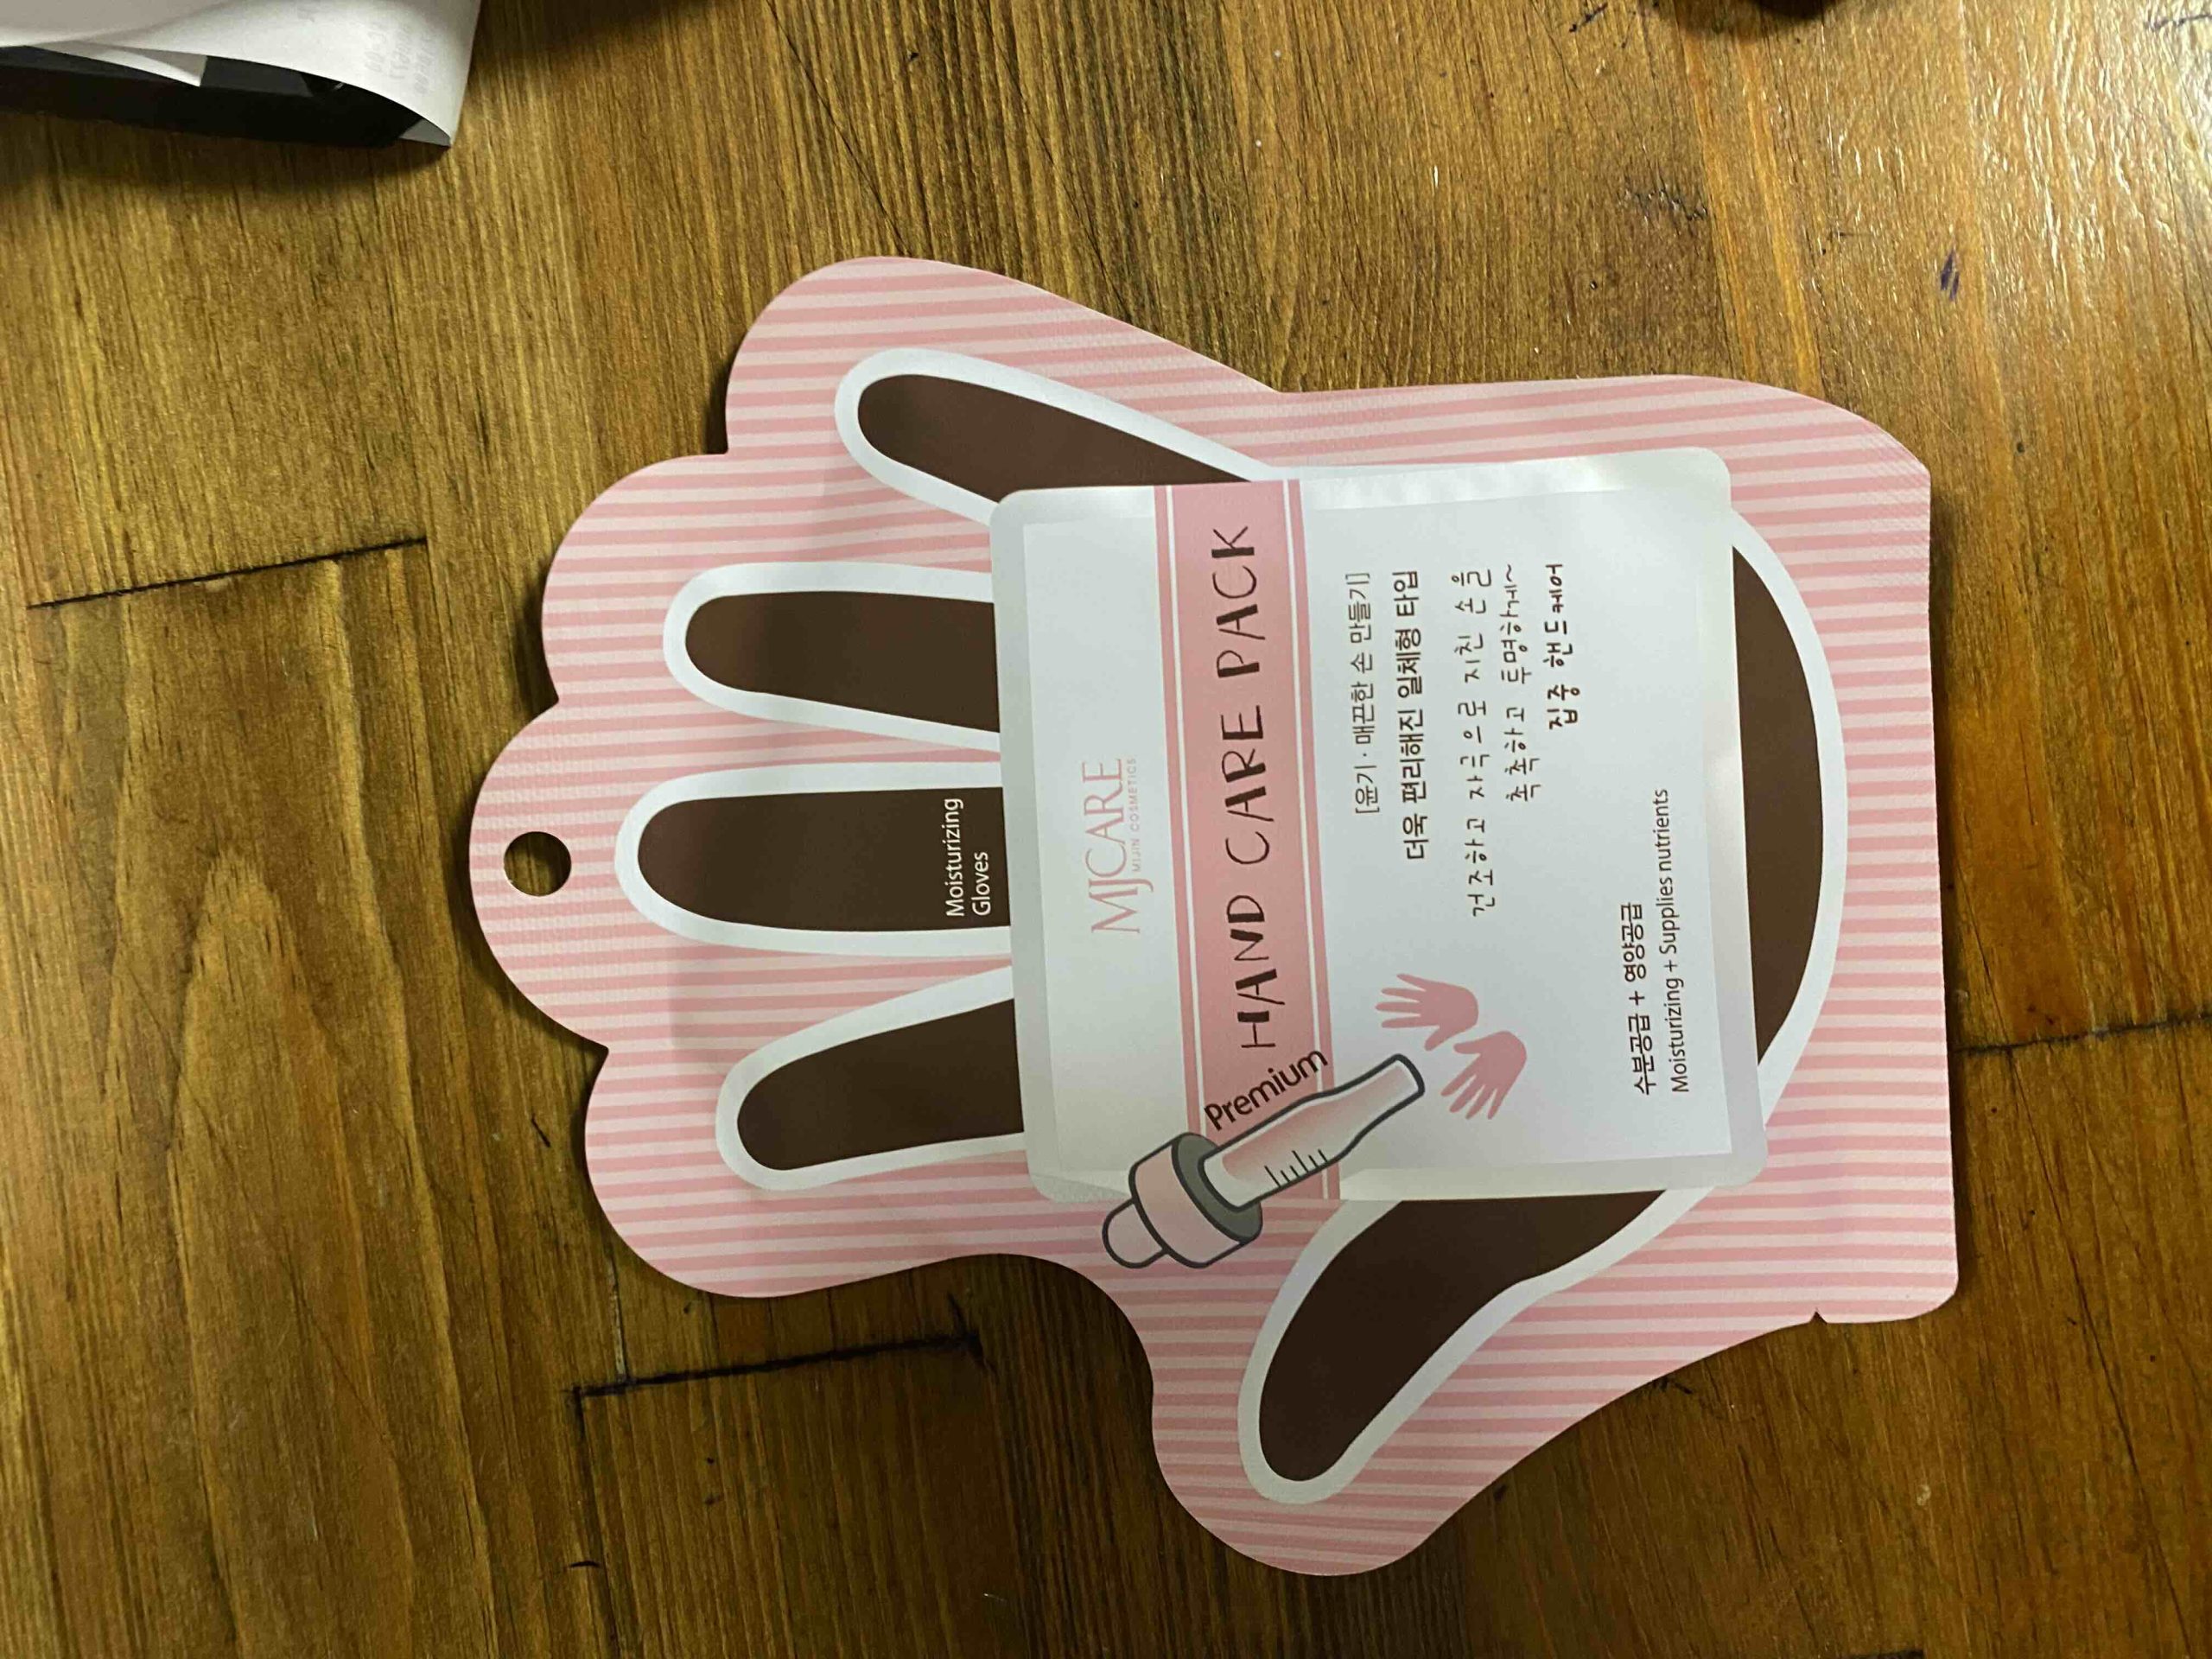 Moisturizing
Gloves
MJCARE
MIJIN COSMETICS
Premium
HAND CARE PACK
[윤기 · 매끈한 손 만들기]
더욱 편리해진 일체형 타입
건조하고 자극으로 지친 손을
촉촉하고 투명하게~
집중 핸드케어
수분공급 + 영양공급
Moisturizing + Supplies nutrients